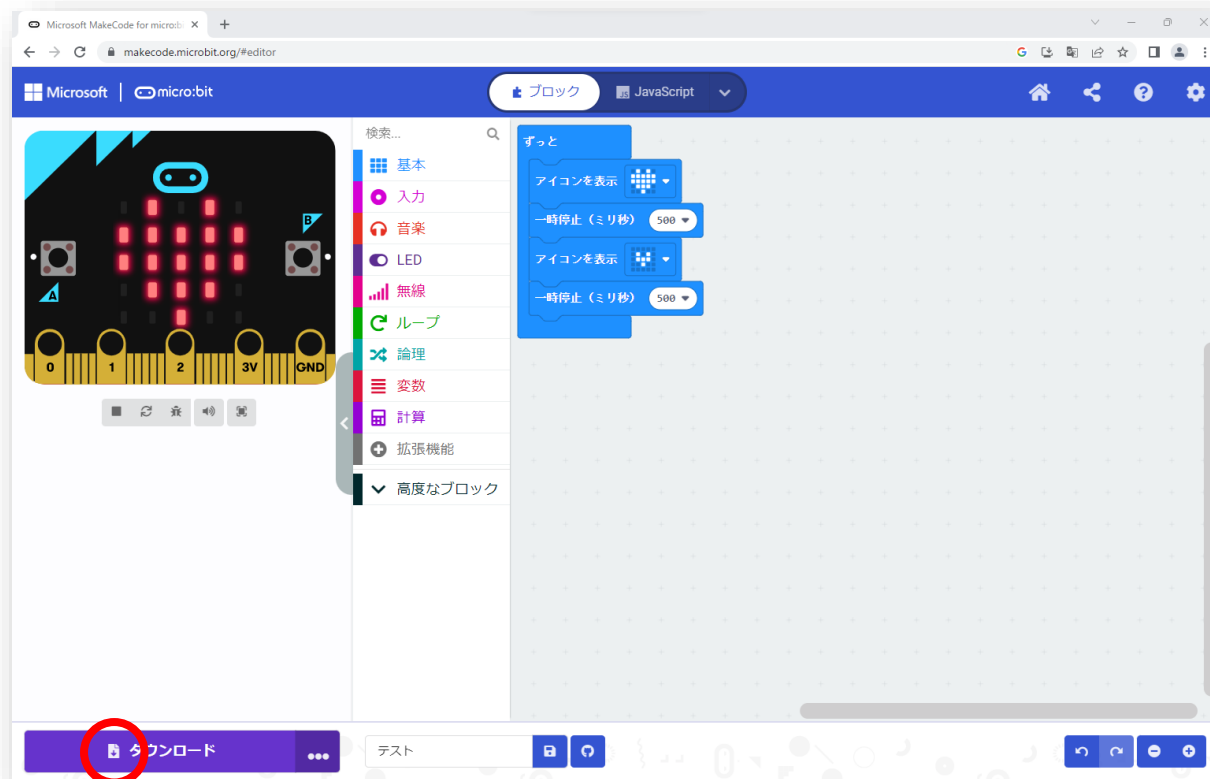 Microsoft MakeCode for micro:b
makecode.microbit.org/#editor
Microsoft micro:bit
ブロック
JS JavaScript
検索...
基本
入力
音楽
LED
無線
ループ
論理
変数
計算
拡張機能
高度なブロック
A
B
0 1 2 3V GND
ずっと
アイコンを表示
一時停止（ミリ秒） 500
アイコンを表示
一時停止（ミリ秒） 500
ダウンロード
テスト